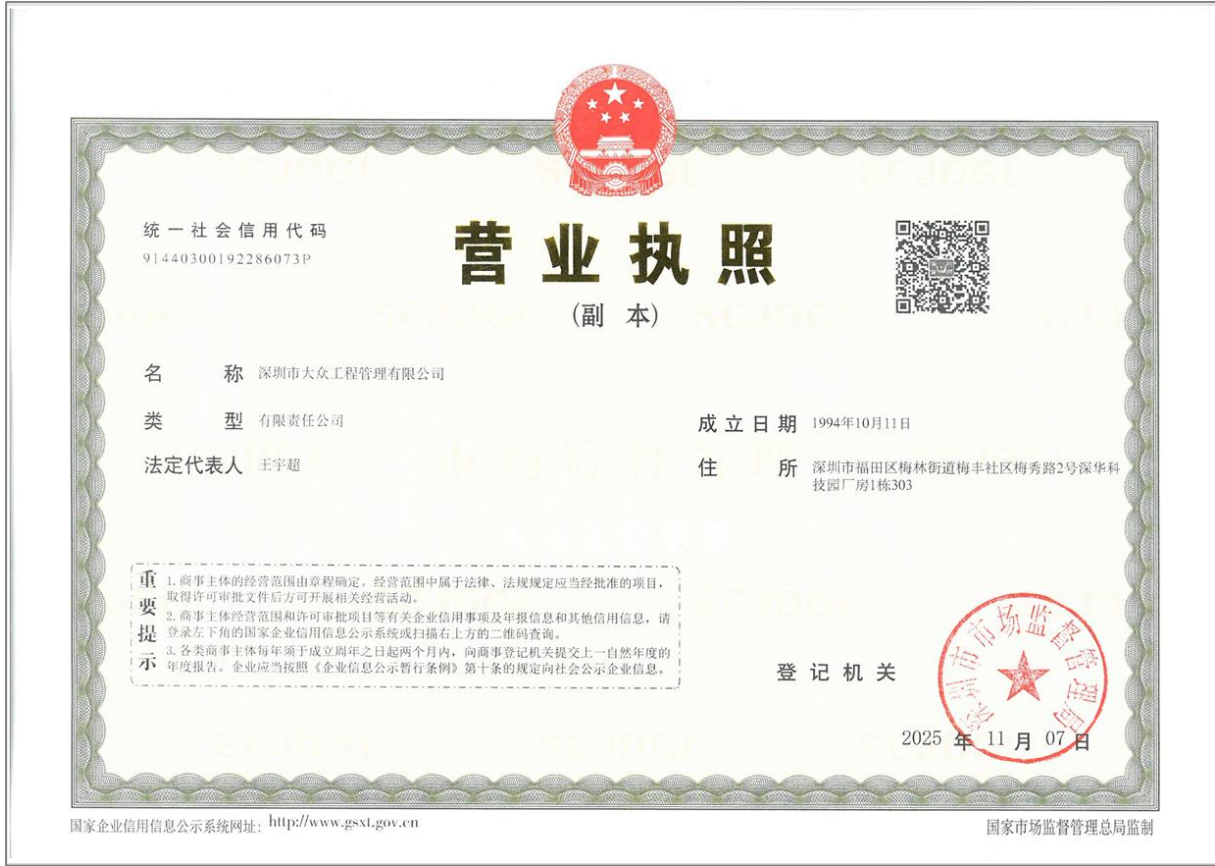 统一社会信用代码
91440300192286073P
营业执照
(副 本)
名 称 深圳市大众工程管理有限公司
类 型 有限责任公司
法定代表人 王宇超
成立日期 1994年10月11日
住 所 深圳市福田区梅林街道梅丰社区梅秀路2号深华科
技园厂房1栋303
重要提示
1. 商事主体的经营范围由章程确定。经营范围中属于法律、法规规定应当经批准的项目，
取得许可审批文件后方可开展相关经营活动。
2. 商事主体经营范围和许可审批项目等有关企业信用事项及年报信息和其他信用信息，请
登录左下角的国家企业信用信息公示系统或扫描右上方的二维码查询。
3. 各类商事主体每年须于成立周年之日起两个月内，向商事登记机关提交上一自然年度的
年度报告。企业应当按照《企业信息公示暂行条例》第十条的规定向社会公示企业信息。
登记机关
深圳市市场监督管理局
2025 年 11 月 07 日
国家企业信用信息公示系统网址：http://www.gsxt.gov.cn
国家市场监督管理总局监制